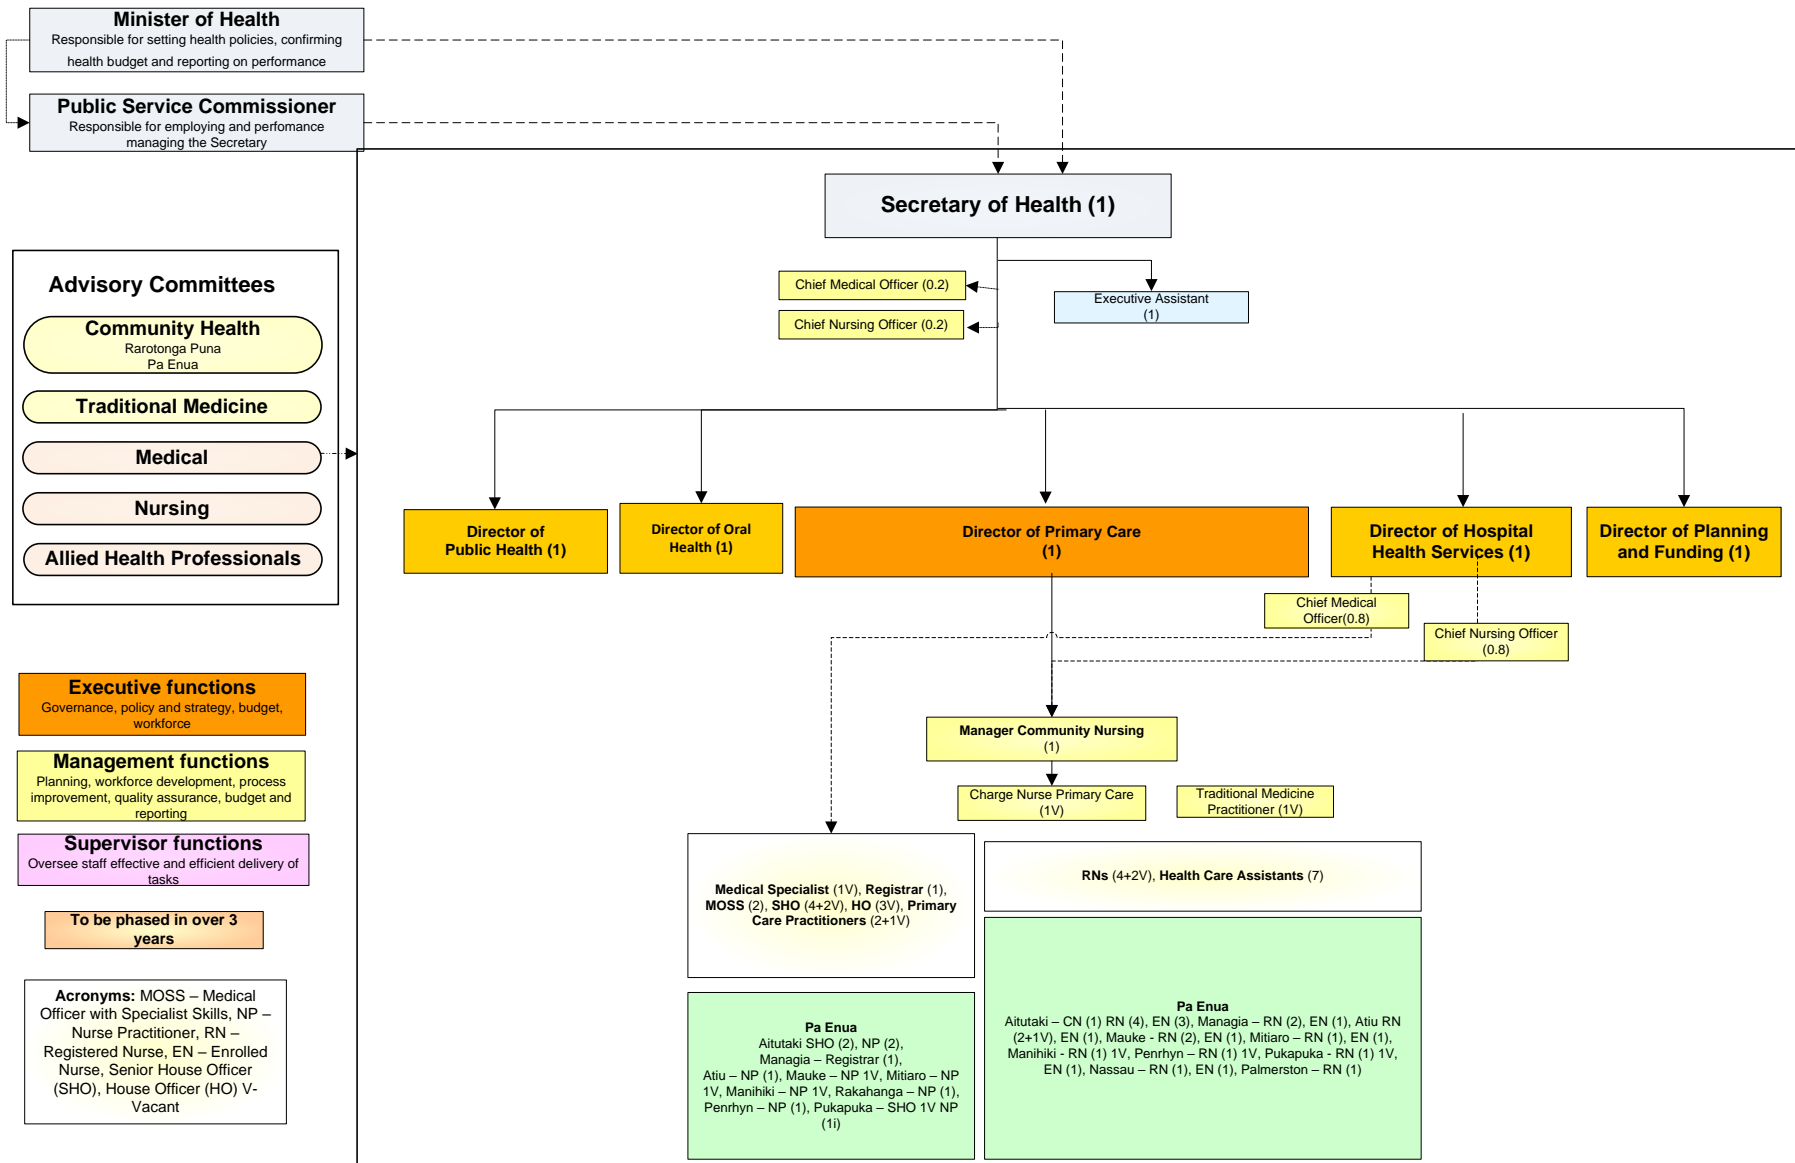 Minister of Health
Responsible for setting health policies, confirming
health budget and reporting on performance
Public Service Commissioner
Responsible for employing and perfomance
managing the Secretary
Secretary of Health (1)
Chief Medical Officer (0.2)
Chief Nursing Officer (0.2)
Executive Assistant
(1)
Advisory Committees
Community Health
Rarotonga Puna
Pa Enua
Traditional Medicine
Medical
Nursing
Allied Health Professionals
Director of
Public Health (1)
Director of Oral
Health (1)
Director of Primary Care
(1)
Director of Hospital
Health Services (1)
Director of Planning
and Funding (1)
Chief Medical
Officer(0.8)
Chief Nursing Officer
(0.8)
Executive functions
Governance, policy and strategy, budget,
workforce
Management functions
Planning, workforce development, process
improvement, quality assurance, budget and
reporting
Supervisor functions
Oversee staff effective and efficient delivery of
tasks
To be phased in over 3
years
Acronyms: MOSS – Medical
Officer with Specialist Skills, NP –
Nurse Practitioner, RN –
Registered Nurse, EN – Enrolled
Nurse, Senior House Officer
(SHO), House Officer (HO) V-
Vacant
Manager Community Nursing
(1)
Charge Nurse Primary Care
(1V)
Traditional Medicine
Practitioner (1V)
Medical Specialist (1V), Registrar (1),
MOSS (2), SHO (4+2V), HO (3V), Primary
Care Practitioners (2+1V)
RNs (4+2V), Health Care Assistants (7)
Pa Enua
Aitutaki SHO (2), NP (2),
Managia – Registrar (1),
Atiu – NP (1), Mauke – NP 1V, Mitiaro – NP
1V, Manihiki – NP 1V, Rakahanga – NP (1),
Penrhyn – NP (1), Pukapuka – SHO 1V NP
(1i)
Pa Enua
Aitutaki – CN (1) RN (4), EN (3), Managia – RN (2), EN (1), Atiu RN
(2+1V), EN (1), Mauke - RN (2), EN (1), Mitiaro – RN (1), EN (1),
Manihiki - RN (1) 1V, Penrhyn – RN (1) 1V, Pukapuka - RN (1) 1V,
EN (1), Nassau – RN (1), EN (1), Palmerston – RN (1)